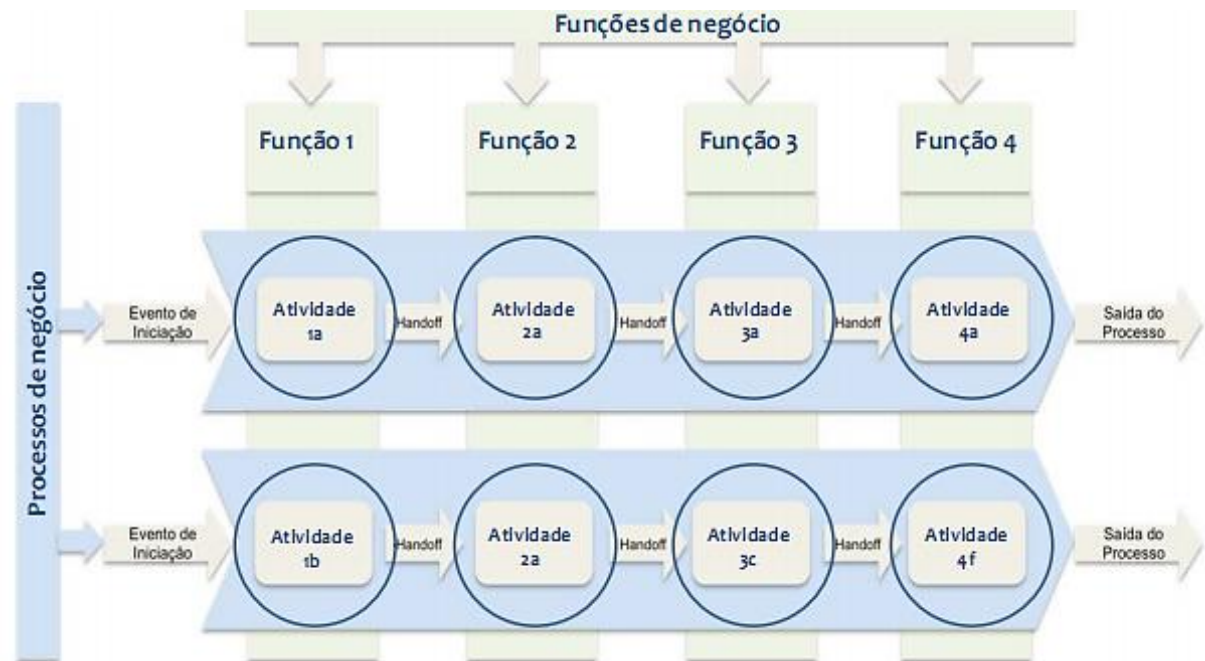 Funções de negócio
Função 1
Função 2
Função 3
Função 4
Processos de negócio
Evento de
Iniciação
Atividade
1a
Handoff
Atividade
2a
Handoff
Atividade
3a
Handoff
Atividade
4a
Saída do
Processo
Evento de
Iniciação
Atividade
1b
Handoff
Atividade
2a
Handoff
Atividade
3c
Handoff
Atividade
4f
Saída do
Processo